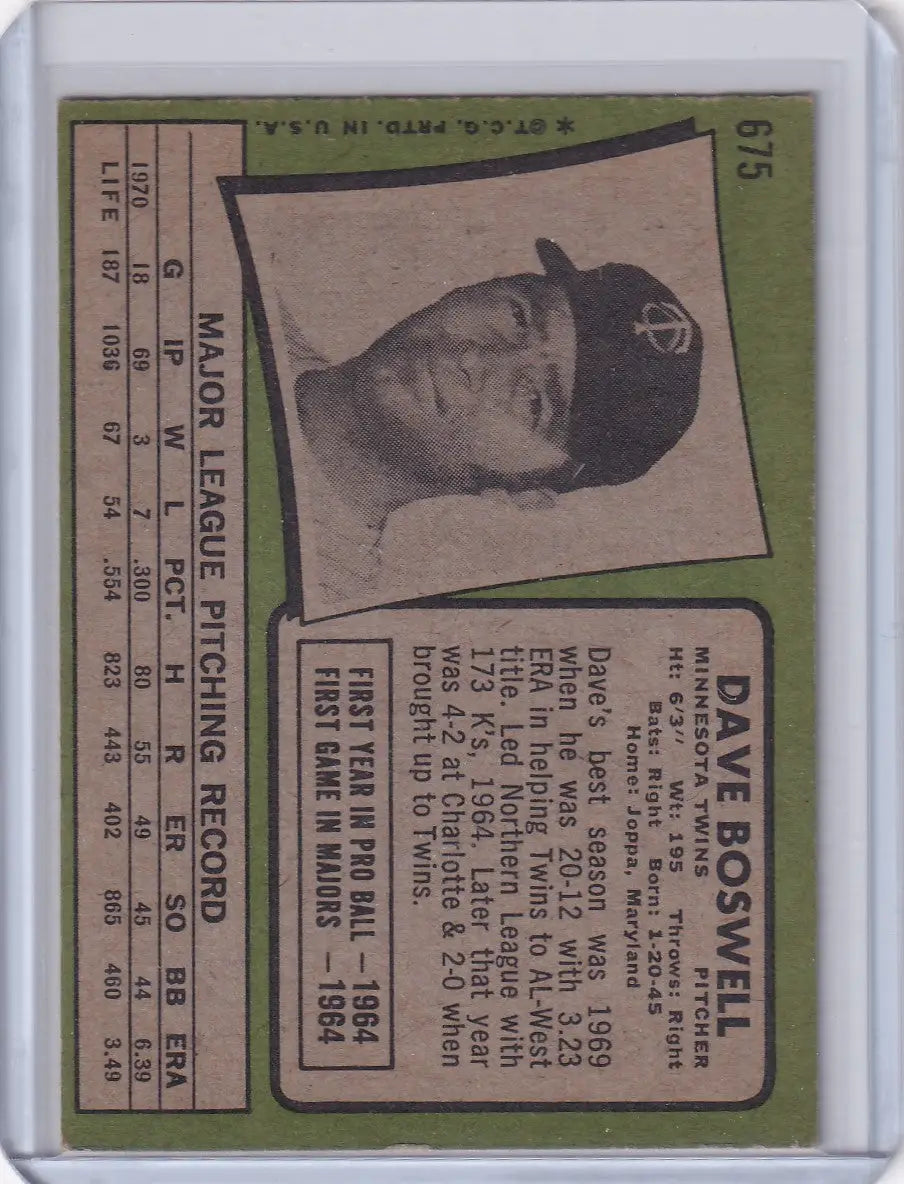 675
* © T.C.G. PRTD. IN U.S.A.
DAVE BOSWELL
MINNESOTA TWINS PITCHER
Ht: 6/3" Wt: 195 Throws: Right
Bats: Right Born: 1-20-45
Home: Joppa, Maryland
Dave's best season was 1969
when he was 20-12 with 3.23
ERA in helping Twins to AL-West
title. Led Northern League with
173 K's, 1964. Later that year
was 4-2 at Charlotte & 2-0 when
brought up to Twins.
FIRST YEAR IN PRO BALL — 1964
FIRST GAME IN MAJORS — 1964
MAJOR LEAGUE PITCHING RECORD
G IP W L PCT. H R ER SO BB ERA
1970 18 69 3 7 .300 80 55 49 45 44 6.39
LIFE 187 1036 67 54 .554 823 443 402 865 460 3.49